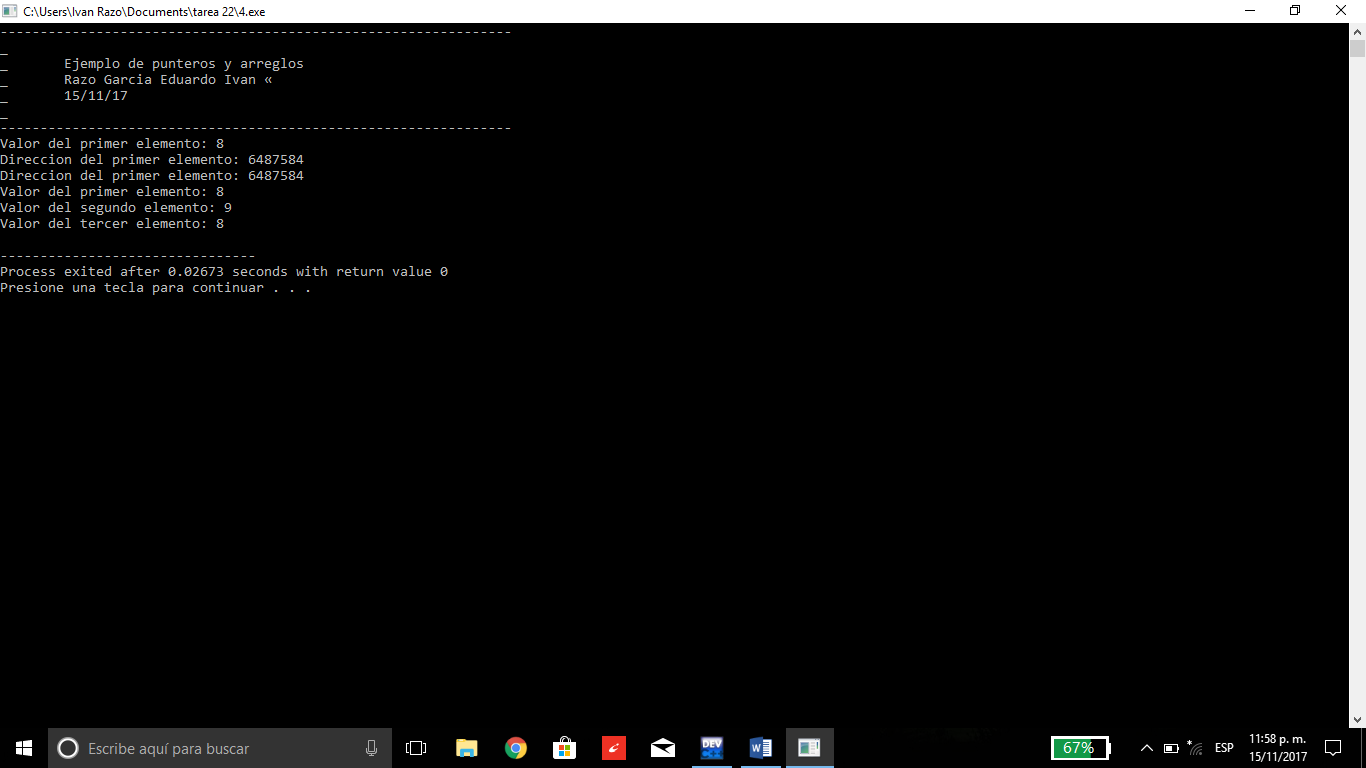 C:\Users\Ivan Razo\Documents\tarea 22\4.exe
----------------------------------------------------------------
_
_ Ejemplo de punteros y arreglos
_ Razo Garcia Eduardo Ivan «
_ 15/11/17
_
----------------------------------------------------------------
Valor del primer elemento: 8
Direccion del primer elemento: 6487584
Direccion del primer elemento: 6487584
Valor del primer elemento: 8
Valor del segundo elemento: 9
Valor del tercer elemento: 8
--------------------------------
Process exited after 0.02673 seconds with return value 0
Presione una tecla para continuar . . .
Escribe aquí para buscar
DEV
67%
ESP
11:58 p. m.
15/11/2017